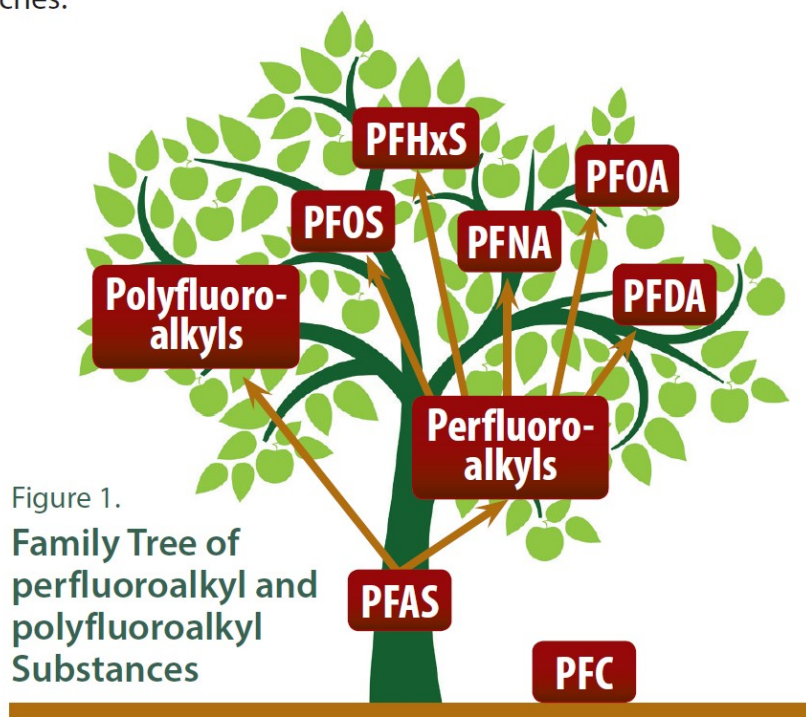 ches.
PFHxS
PFOA
PFOS
PFNA
Polyfluoro-
alkyls
PFDA
Perfluoro-
alkyls
Figure 1.
Family Tree of
perfluoroalkyl and
polyfluoroalkyl
Substances
PFAS
PFC